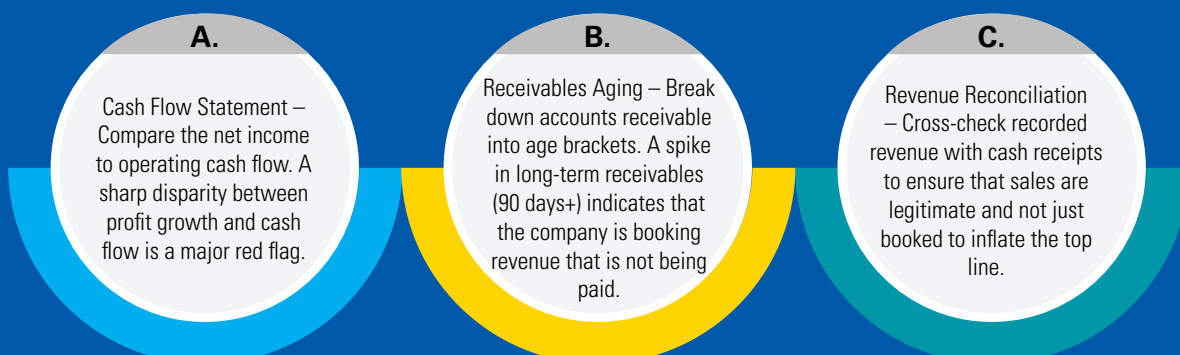 A.
Cash Flow Statement –
Compare the net income
to operating cash flow. A
sharp disparity between
profit growth and cash
flow is a major red flag.
B.
Receivables Aging – Break
down accounts receivable
into age brackets. A spike
in long-term receivables
(90 days+) indicates that
the company is booking
revenue that is not being
paid.
C.
Revenue Reconciliation
– Cross-check recorded
revenue with cash receipts
to ensure that sales are
legitimate and not just
booked to inflate the top
line.